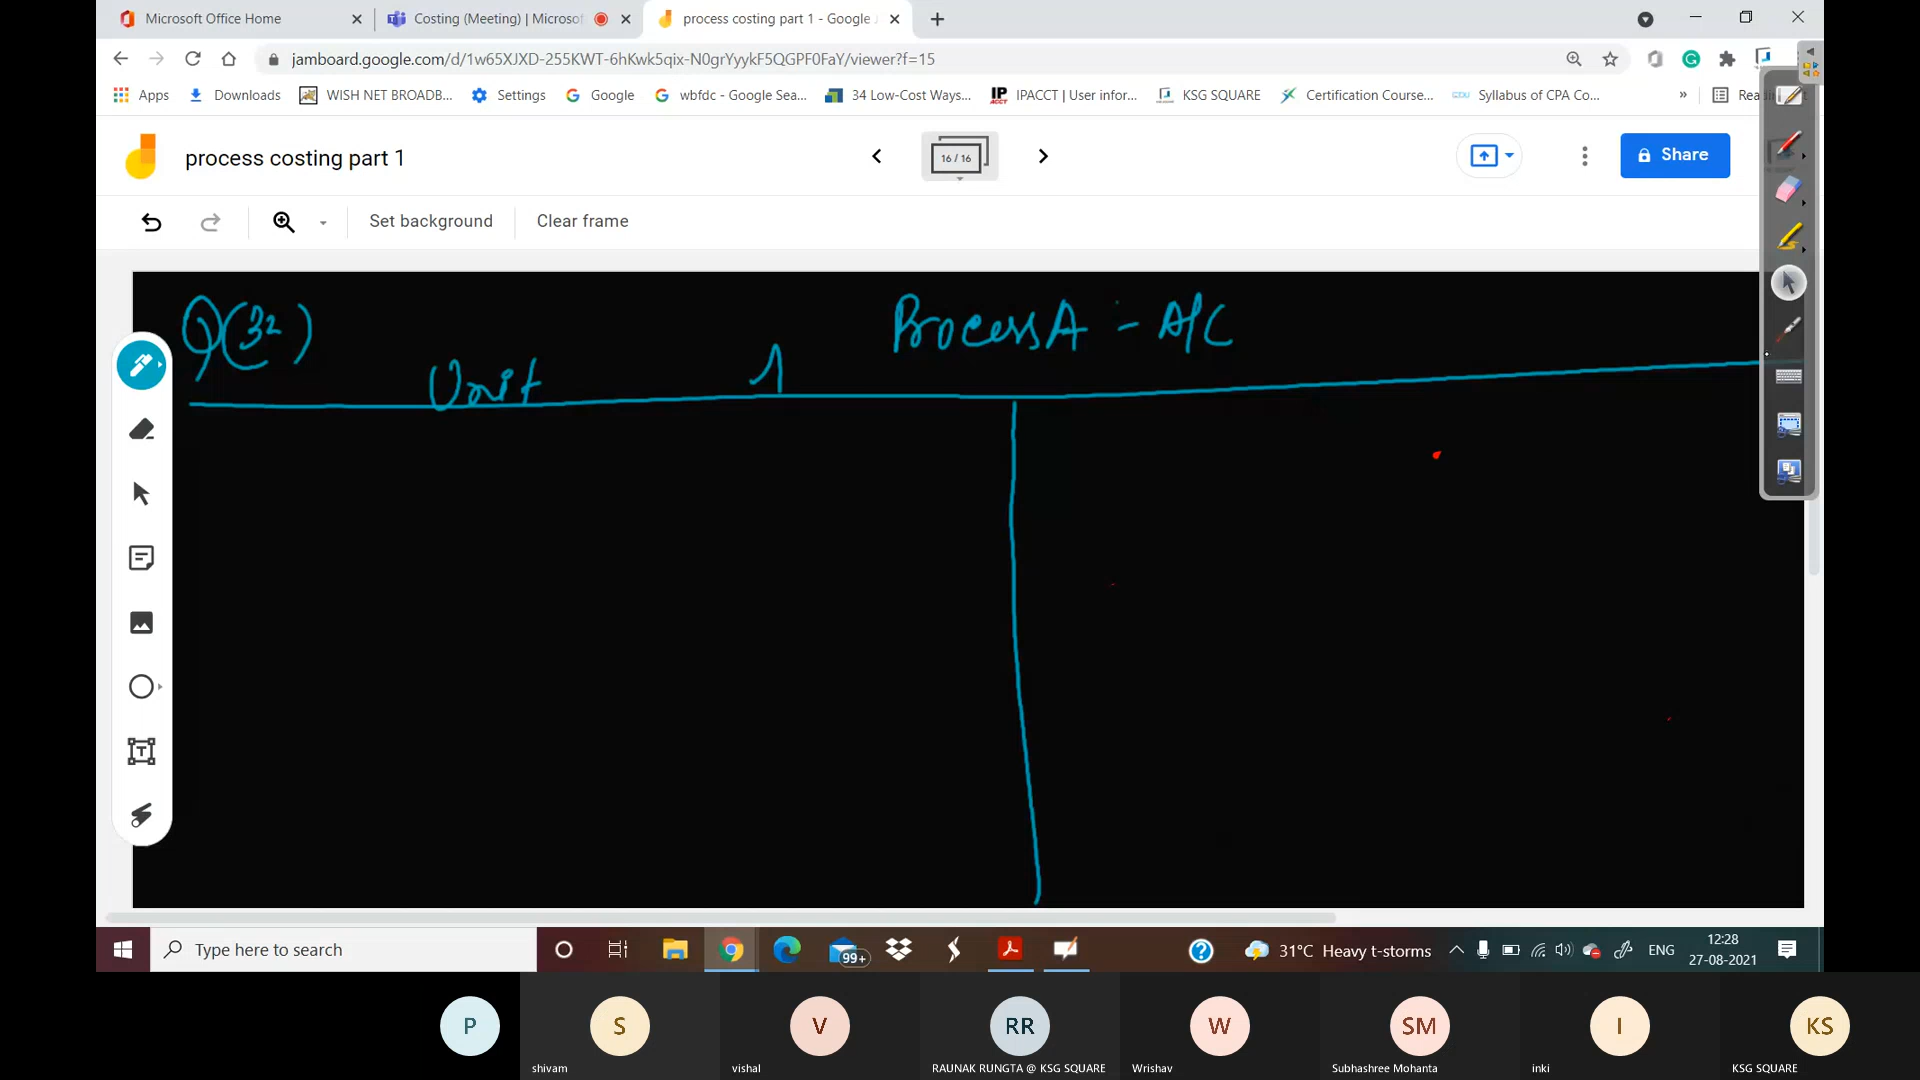 Microsoft Office Home
Costing (Meeting) | Microsof
process costing part 1 - Google J
jamboard.google.com/d/1w65XJXD-255KWT-6hKwk5qix-N0grYyykF5QGPF0FaY/viewer?f=15
Apps
Downloads
WISH NET BROADB...
Settings
Google
wbfdc - Google Sea...
34 Low-Cost Ways...
IPACCT | User infor...
KSG SQUARE
Certification Course...
Syllabus of CPA Co...
»
process costing part 1
16 / 16
Share
Set background
Clear frame
Q(32)
Process A - A/C
Unit
Type here to search
99+
31°C Heavy t-storms
ENG
12:28
27-08-2021
P
S
V
RR
W
SM
I
KS
shivam
vishal
RAUNAK RUNGTA @ KSG SQUARE
Wrishav
Subhashree Mohanta
inki
KSG SQUARE